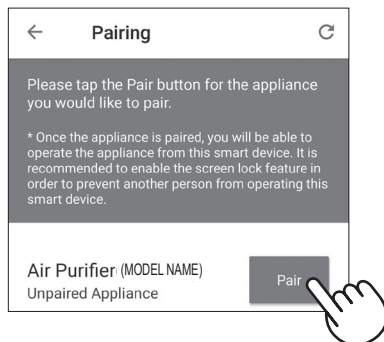 Pairing
Please tap the Pair button for the appliance
you would like to pair.
* Once the appliance is paired, you will be able to
operate the appliance from this smart device. It is
recommended to enable the screen lock feature in
order to prevent another person from operating this
smart device.
Air Purifier (MODEL NAME)
Pair
Unpaired Appliance